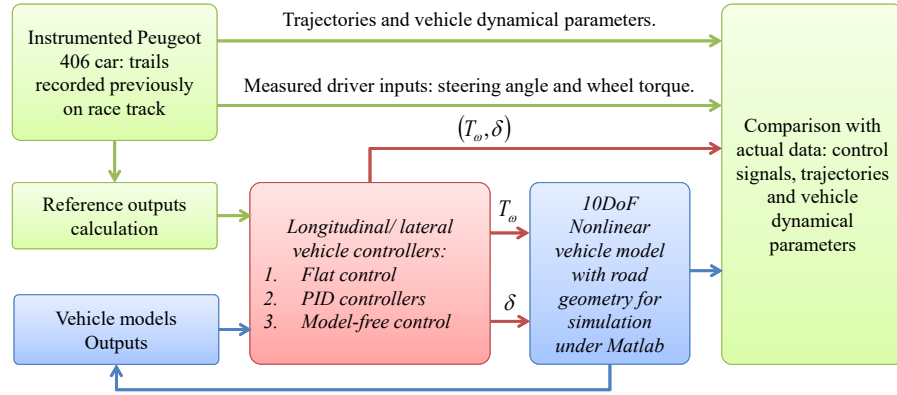 Instrumented Peugeot
406 car: trails
recorded previously
on race track
Trajectories and vehicle dynamical parameters.
Measured driver inputs: steering angle and wheel torque.
(T_ω, δ)
Comparison with
actual data: control
signals, trajectories
and vehicle
dynamical
parameters
Reference outputs
calculation
Longitudinal/ lateral
vehicle controllers:
1. Flat control
2. PID controllers
3. Model-free control
T_ω
δ
10DoF
Nonlinear
vehicle model
with road
geometry for
simulation
under Matlab
Vehicle models
Outputs